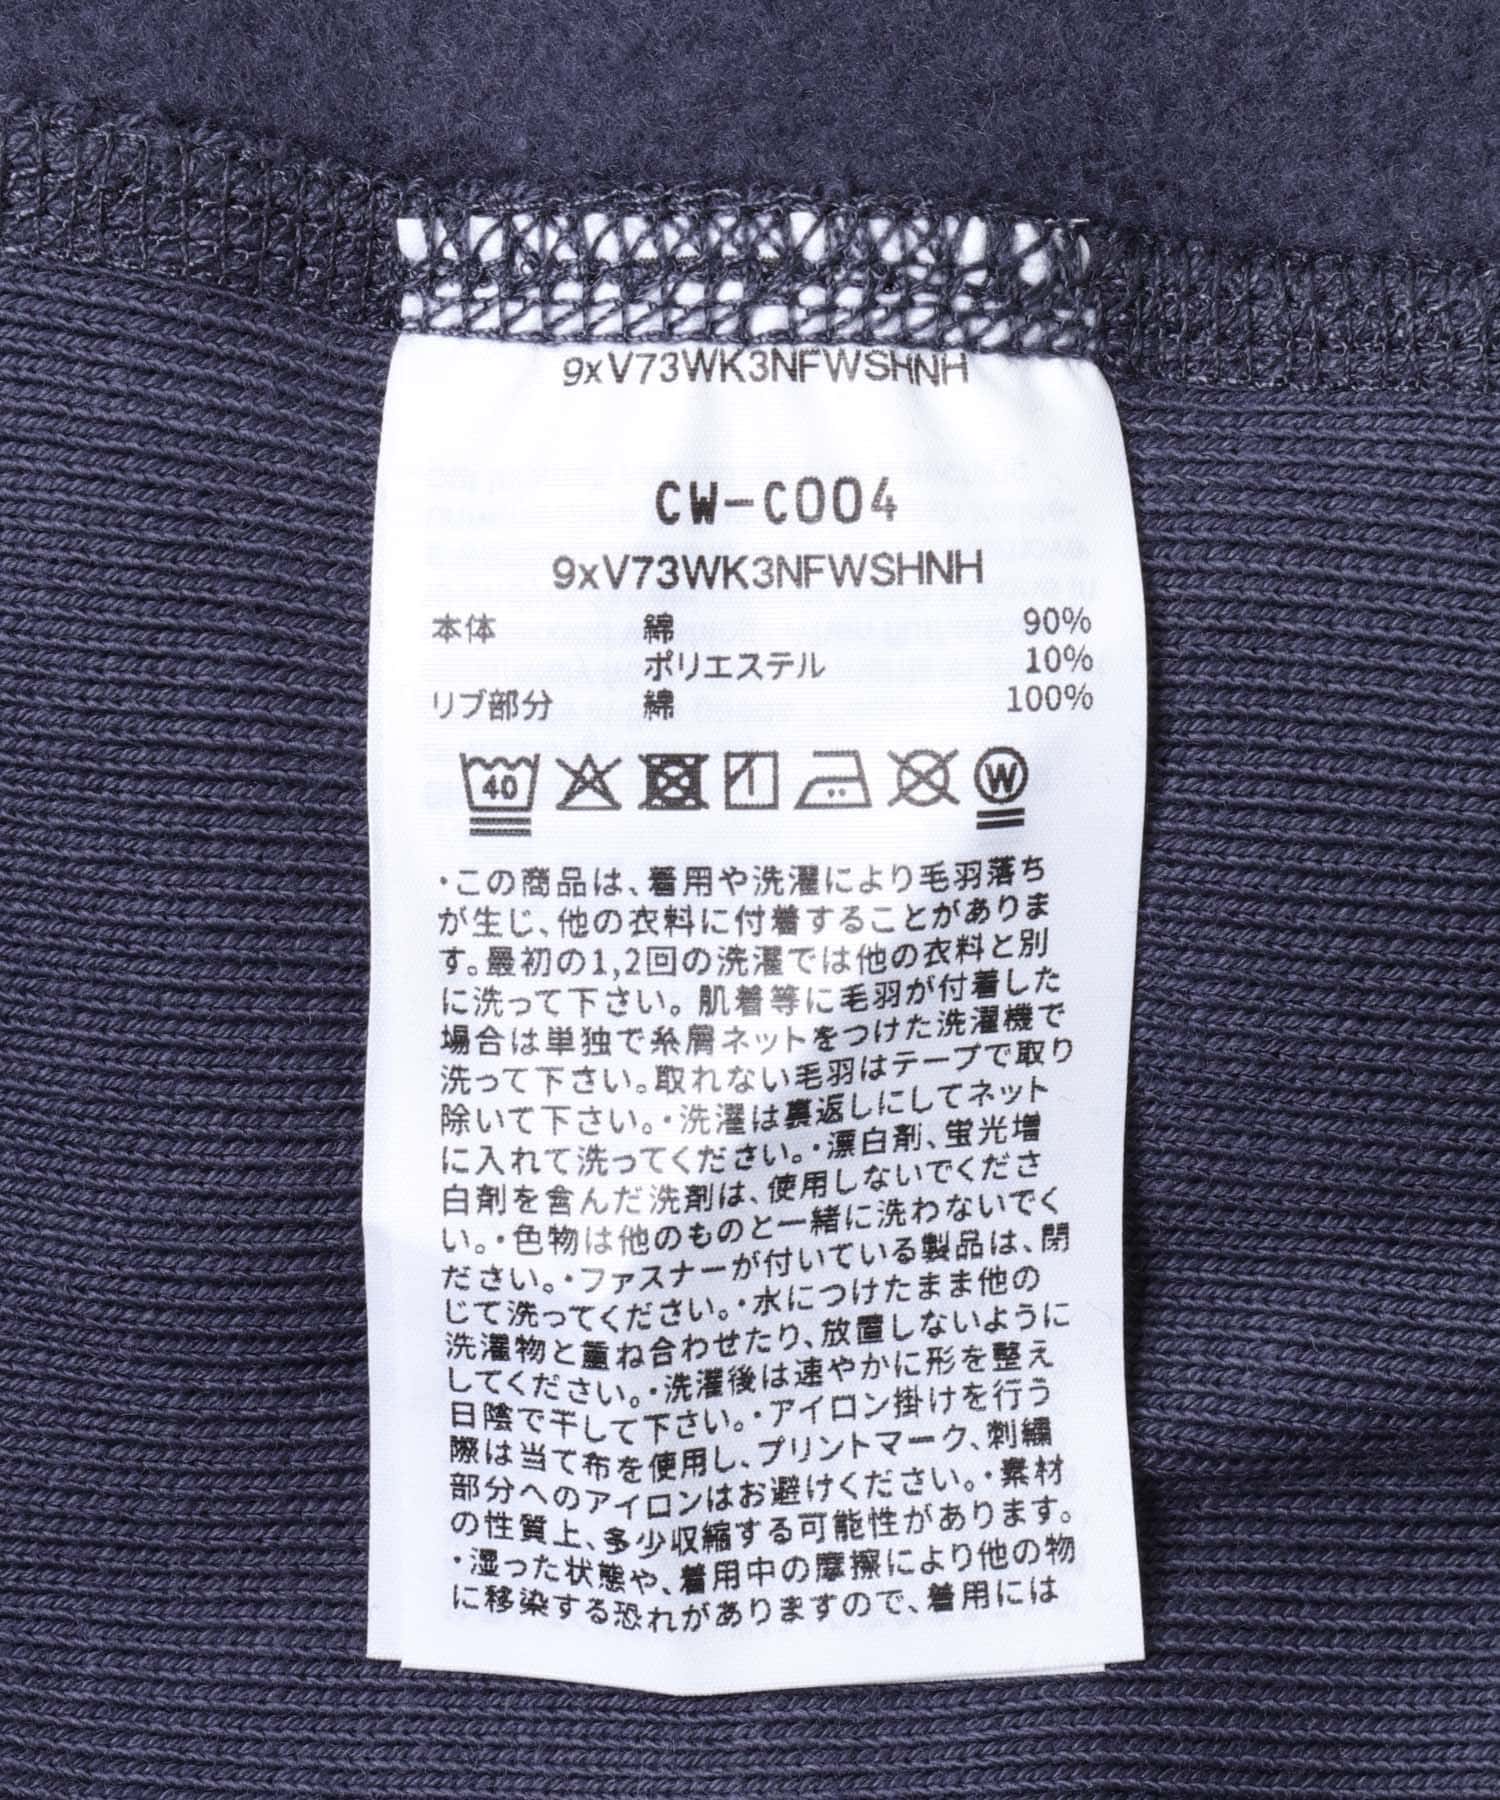 9xV73WK3NFWSHNH
CW-C004
9xV73WK3NFWSHNH
本体 綿 90%
ポリエステル 10%
リブ部分 綿 100%
40 W
・この商品は、着用や洗濯により毛羽落ち
が生じ、他の衣料に付着することがありま
す。最初の1,2回の洗濯では他の衣料と別
に洗って下さい。肌着等に毛羽が付着した
場合は単独で糸屑ネットをつけた洗濯機で
洗って下さい。取れない毛羽はテープで取り
除いて下さい。・洗濯は裏返しにしてネット
に入れて洗ってください。・漂白剤、蛍光増
白剤を含んだ洗剤は、使用しないでくださ
い。・色物は他のものと一緒に洗わないでく
ださい。・ファスナーが付いている製品は、閉
じて洗ってください。・水につけたまま他の
洗濯物と重ね合わせたり、放置しないように
してください。・洗濯後は速やかに形を整え
日陰で干して下さい。・アイロン掛けを行う
際は当て布を使用し、プリントマーク、刺繍
部分へのアイロンはお避けください。・素材
の性質上、多少収縮する可能性があります。
・湿った状態や、着用中の摩擦により他の物
に移染する恐れがありますので、着用には